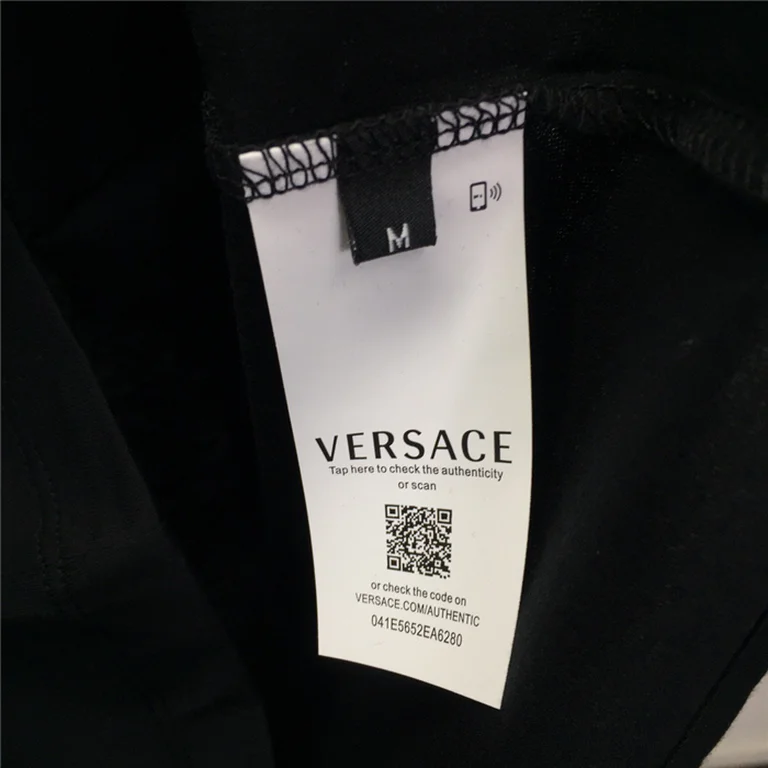 M
VERSACE
Tap here to check the authenticity
or scan
or check the code on
VERSACE.COM/AUTHENTIC
041E5652EA6280